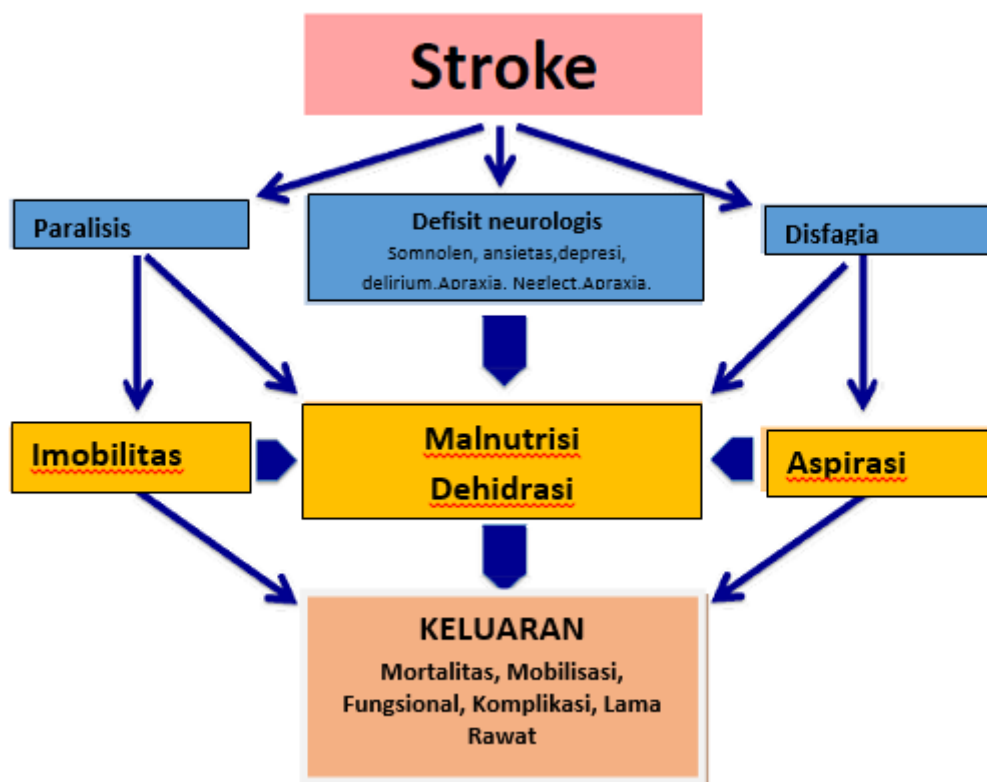 Stroke
Paralisis
Defisit neurologis
Somnolen, ansietas,depresi,
delirium.Apraxia. Neglect.Apraxia.
Disfagia
Imobilitas
Malnutrisi
Dehidrasi
Aspirasi
KELUARAN
Mortalitas, Mobilisasi,
Fungsional, Komplikasi, Lama
Rawat